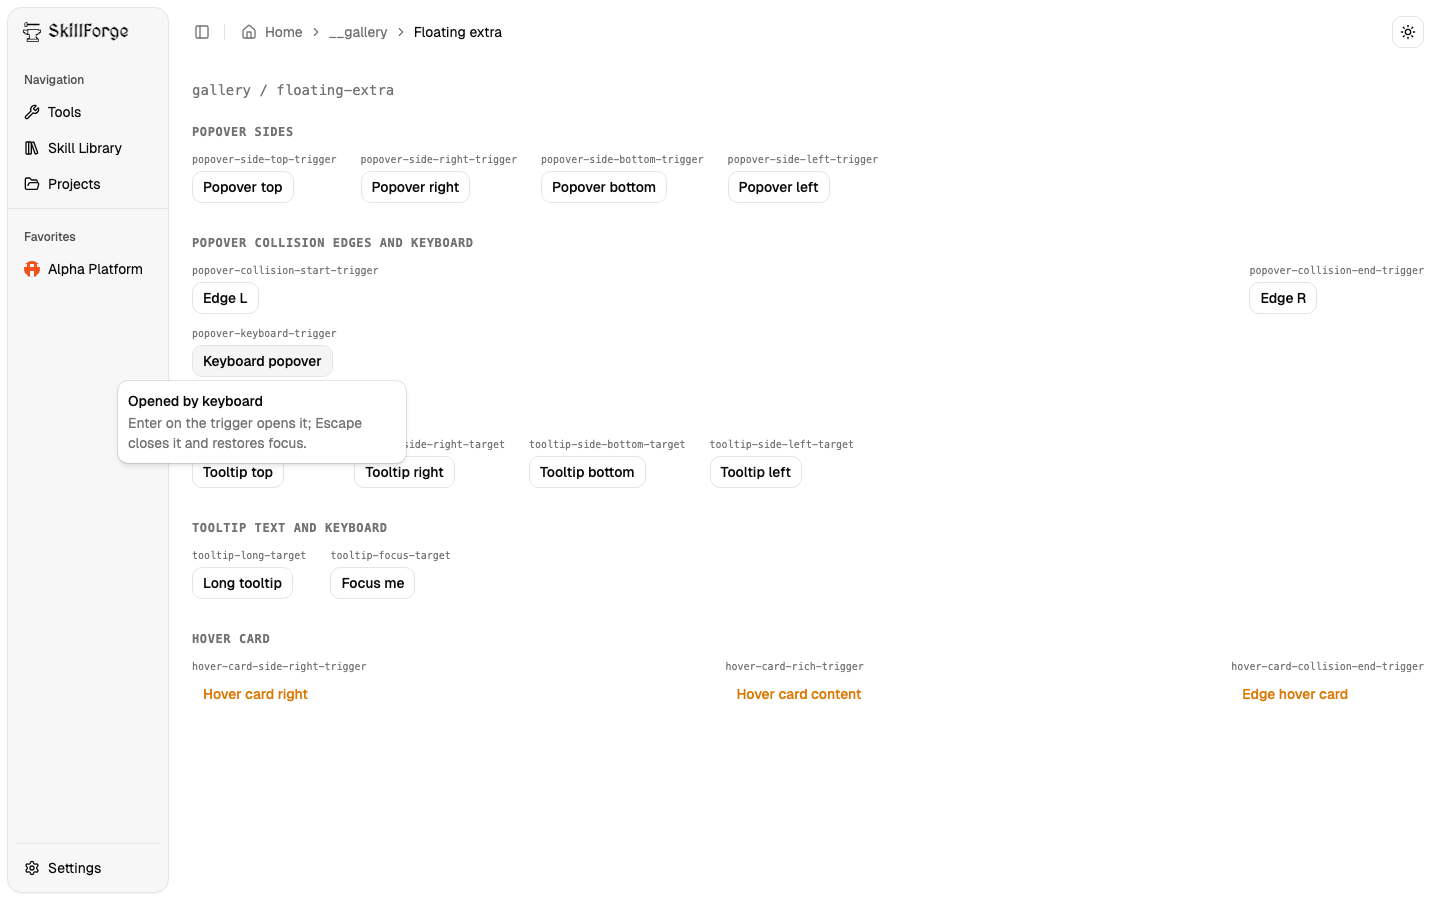 SkillForge
Home
__gallery
Floating extra
Navigation
Tools
Skill Library
Projects
Favorites
Alpha Platform
Settings
gallery / floating-extra
POPOVER SIDES
popover-side-top-trigger
popover-side-right-trigger
popover-side-bottom-trigger
popover-side-left-trigger
Popover top
Popover right
Popover bottom
Popover left
POPOVER COLLISION EDGES AND KEYBOARD
popover-collision-start-trigger
popover-collision-end-trigger
Edge L
Edge R
popover-keyboard-trigger
Keyboard popover
Opened by keyboard
Enter on the trigger opens it; Escape
closes it and restores focus.
side-right-target
tooltip-side-bottom-target
tooltip-side-left-target
Tooltip top
Tooltip right
Tooltip bottom
Tooltip left
TOOLTIP TEXT AND KEYBOARD
tooltip-long-target
tooltip-focus-target
Long tooltip
Focus me
HOVER CARD
hover-card-side-right-trigger
hover-card-rich-trigger
hover-card-collision-end-trigger
Hover card right
Hover card content
Edge hover card